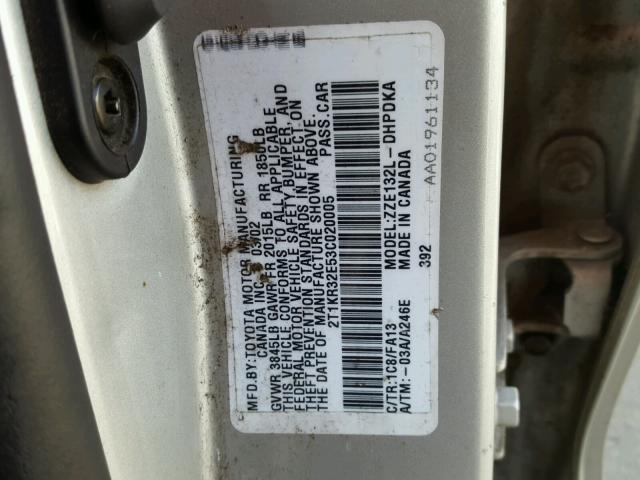 MFD.BY:TOYOTA MOTOR MANUFACTURING
CANADA INC. 03/02
GVWR 3845LB GAWR FR 2015LB RR 1850LB
THIS VEHICLE CONFORMS TO ALL APPLICABLE
FEDERAL MOTOR VEHICLE SAFETY, BUMPER, AND
THEFT PREVENTION STANDARDS IN EFFECT ON
THE DATE OF MANUFACTURE SHOWN ABOVE.
2T1KR32E53C020005 PASS.CAR
C/TR:1C8/FA13 MODEL:ZZE132L-DHPDKA
A/TM:-03A/A246E MADE IN CANADA
392
AA01961134